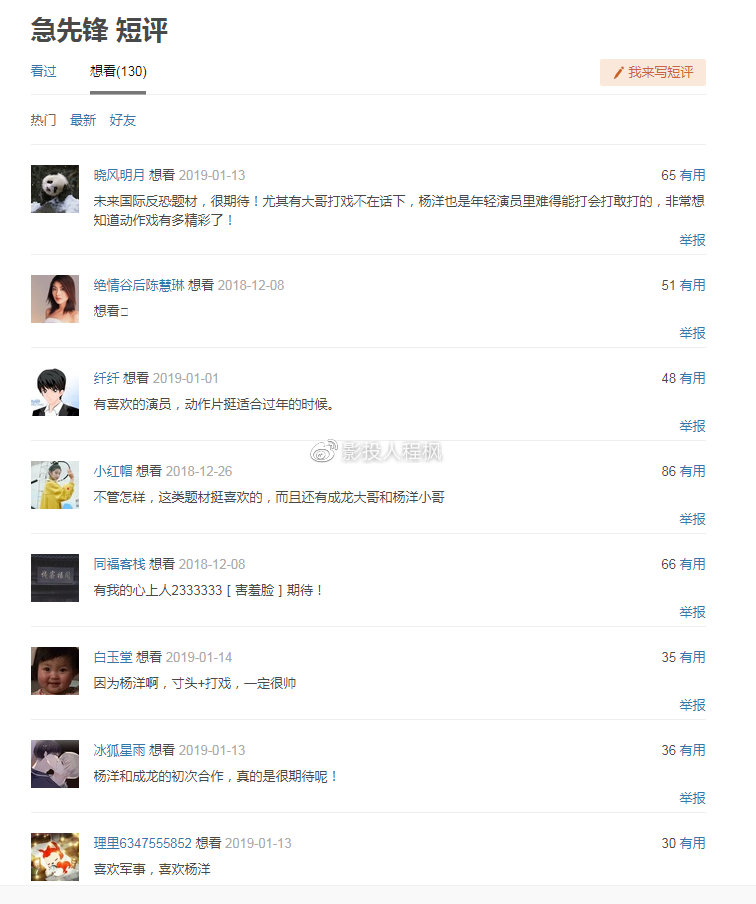 急先锋 短评
看过 想看(130) 我来写短评
热门 最新 好友
晓风明月 想看 2019-01-13 65 有用
未来国际反恐题材，很期待！尤其有大哥打戏不在话下，杨洋也是年轻演员里难得能打会打敢打的，非常想
知道动作戏有多精彩了！
举报
绝情谷后陈慧琳 想看 2018-12-08 51 有用
想看□
举报
纤纤 想看 2019-01-01 48 有用
有喜欢的演员，动作片挺适合过年的时候。
举报
影投人程枫
小红帽 想看 2018-12-26 86 有用
不管怎样，这类题材挺喜欢的，而且还有成龙大哥和杨洋小哥
举报
同福客栈 想看 2018-12-08 66 有用
有我的心上人2333333 [ 害羞脸 ] 期待！
举报
白玉堂 想看 2019-01-14 35 有用
因为杨洋啊，寸头+打戏，一定很帅
举报
冰狐星雨 想看 2019-01-13 36 有用
杨洋和成龙的初次合作，真的是很期待呢！
举报
理里6347555852 想看 2019-01-13 30 有用
喜欢军事，喜欢杨洋